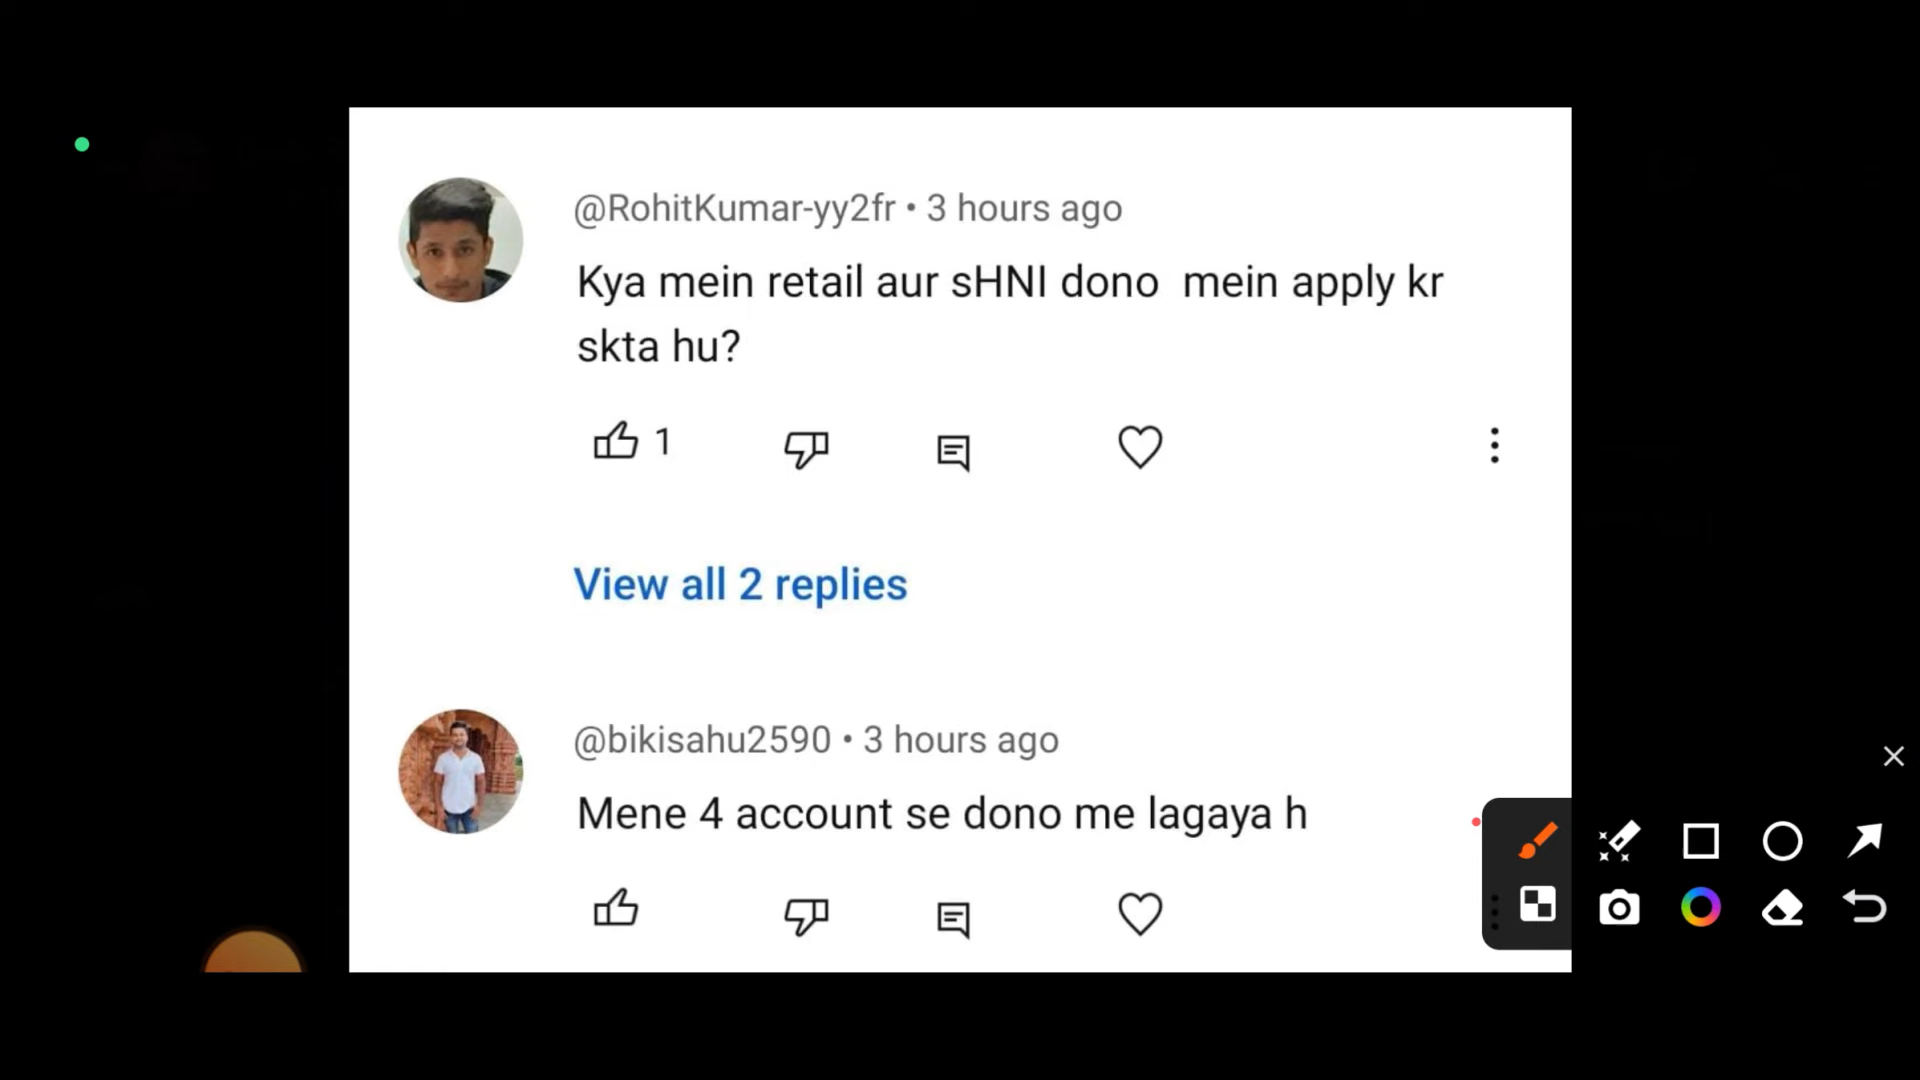 @RohitKumar-yy2fr • 3 hours ago
Kya mein retail aur sHNI dono mein apply kr
skta hu?
1
View all 2 replies
@bikisahu2590 • 3 hours ago
Mene 4 account se dono me lagaya h